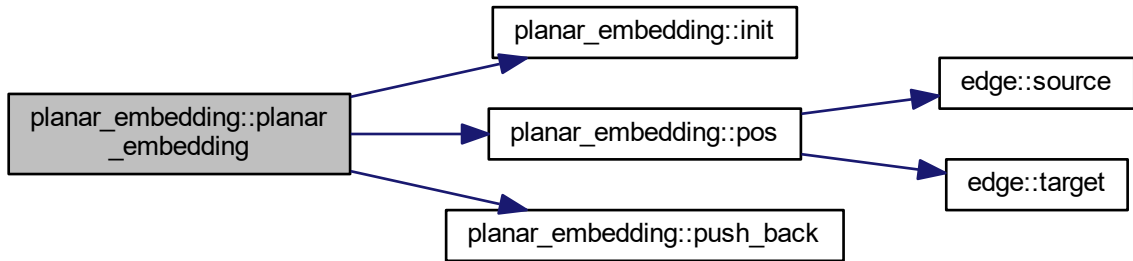 planar_embedding::planar
_embedding
planar_embedding::init
planar_embedding::pos
planar_embedding::push_back
edge::source
edge::target